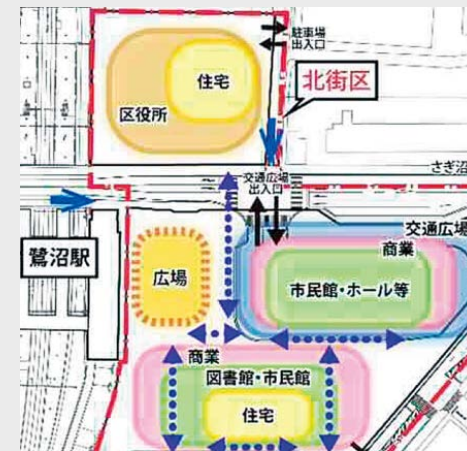 駐車場
出入口
住宅
北街区
区役所
交通広場
出入口
さぎ沼
交通広場
商業
鷺沼駅
広場
市民館・ホール等
商業
図書館・市民館
住宅